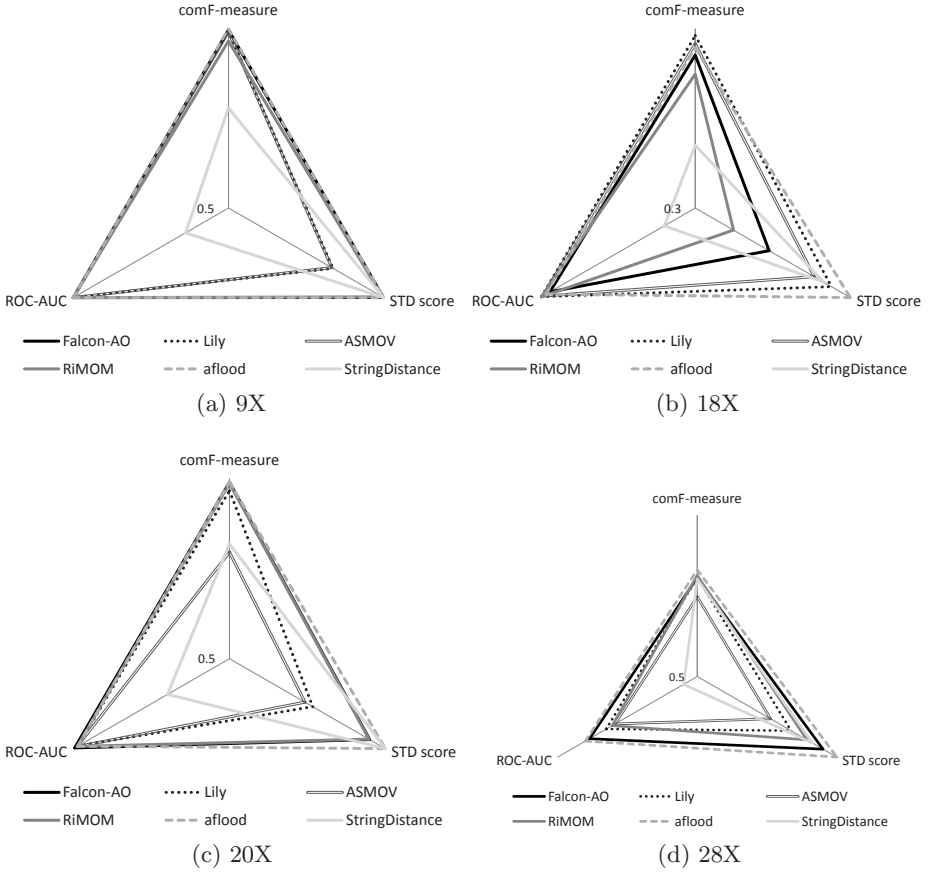 comF-measure
0.5
ROC-AUC
STD score
Falcon-AO
Lily
ASMOV
RiMOM
aflood
StringDistance
(a) 9X
comF-measure
0.3
ROC-AUC
STD score
Falcon-AO
Lily
ASMOV
RiMOM
aflood
StringDistance
(b) 18X
comF-measure
0.5
ROC-AUC
STD score
Falcon-AO
Lily
ASMOV
RiMOM
aflood
StringDistance
(c) 20X
comF-measure
0.5
ROC-AUC
STD score
Falcon-AO
Lily
ASMOV
RiMOM
aflood
StringDistance
(d) 28X